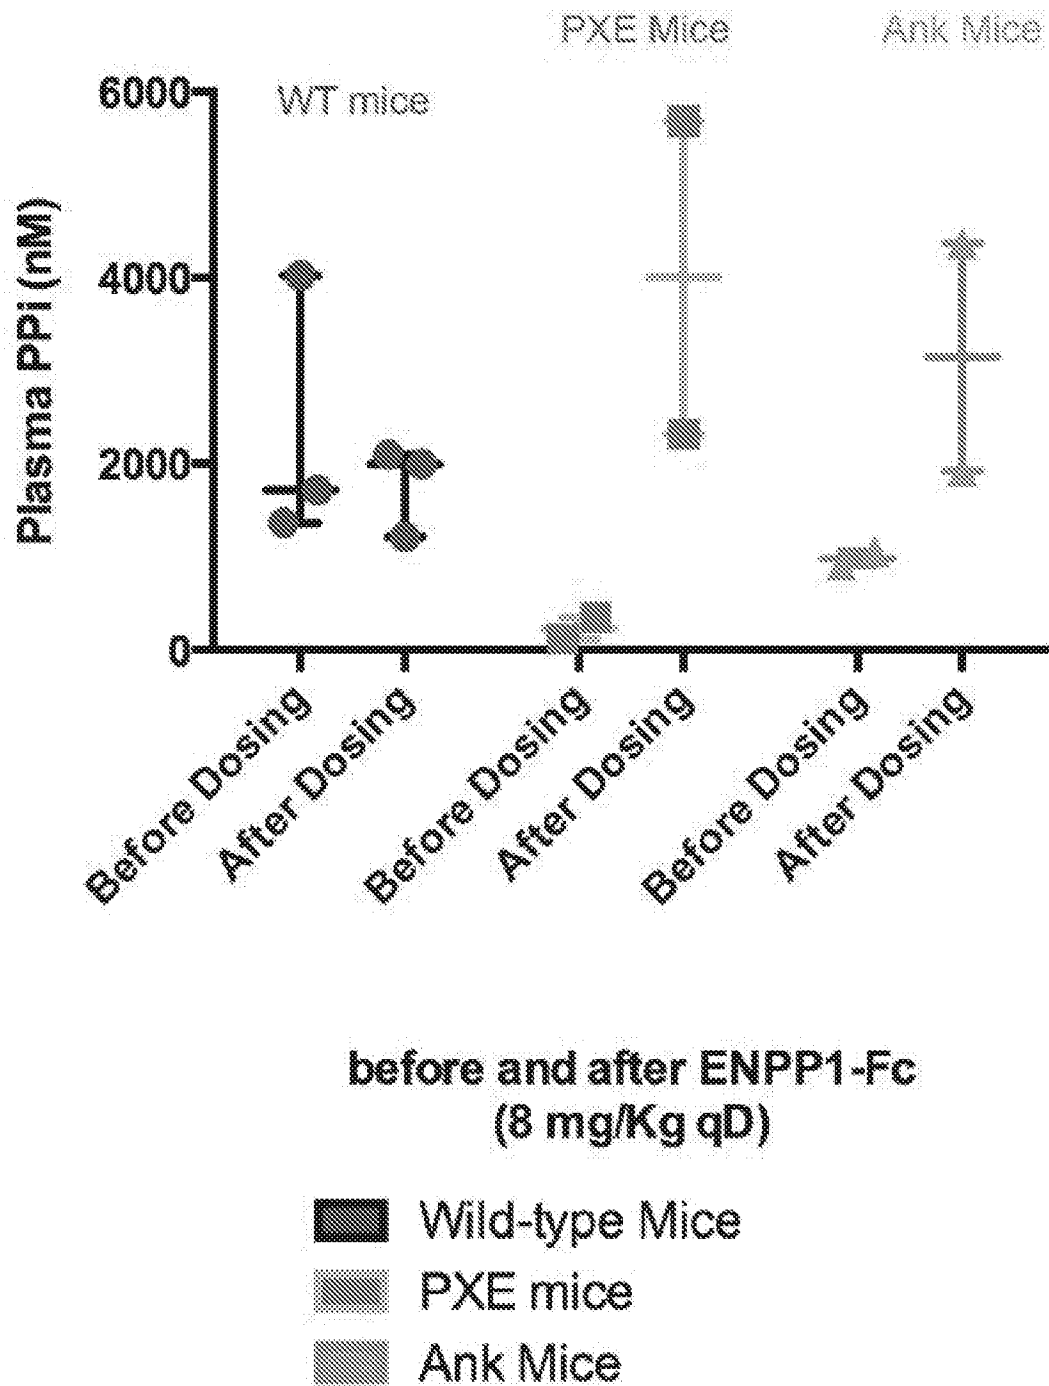 PXE Mice
Ank Mice
WT mice
6000
4000
2000
0
Plasma PPi (nM)
Before Dosing
After Dosing
Before Dosing
After Dosing
Before Dosing
After Dosing
before and after ENPP1-Fc
(8 mg/Kg qD)
Wild-type Mice
PXE mice
Ank Mice